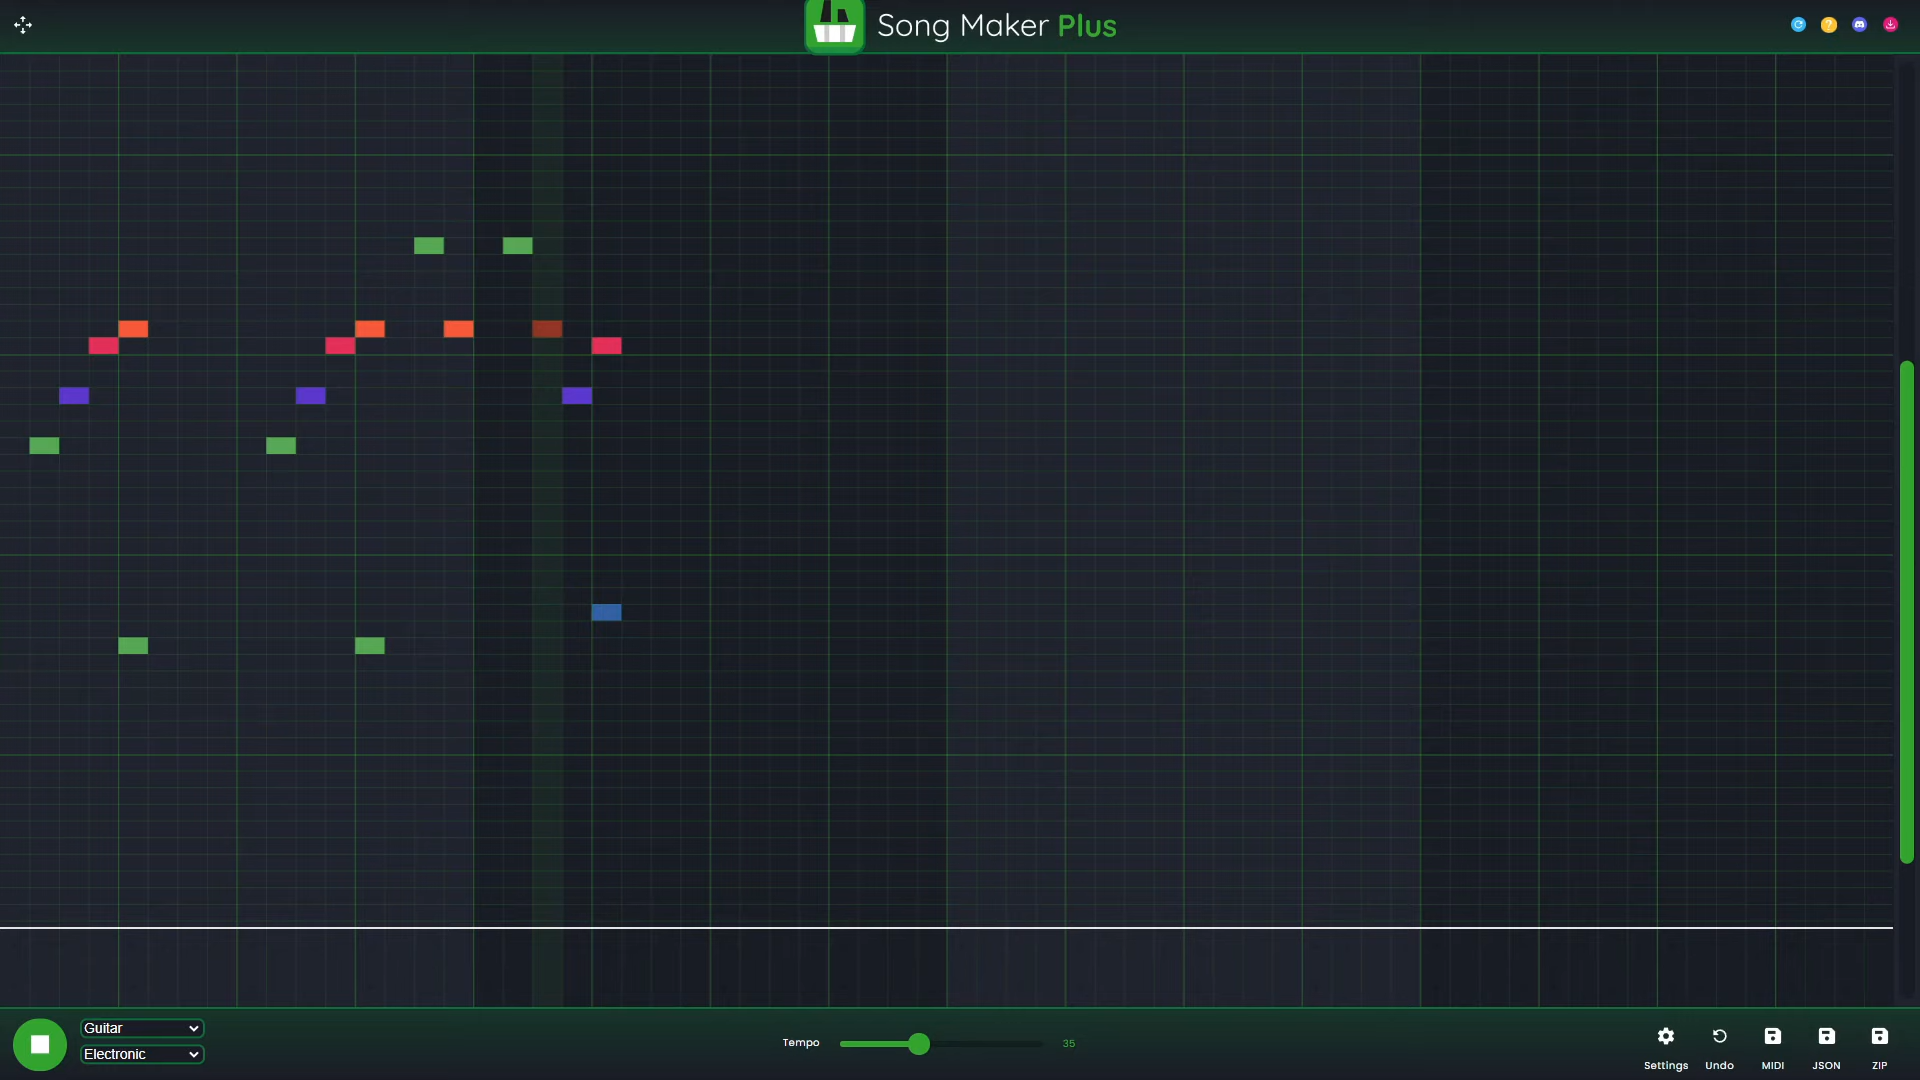 Song Maker Plus
Guitar
Electronic
Tempo
35
Settings
Undo
MIDI
JSON
ZIP